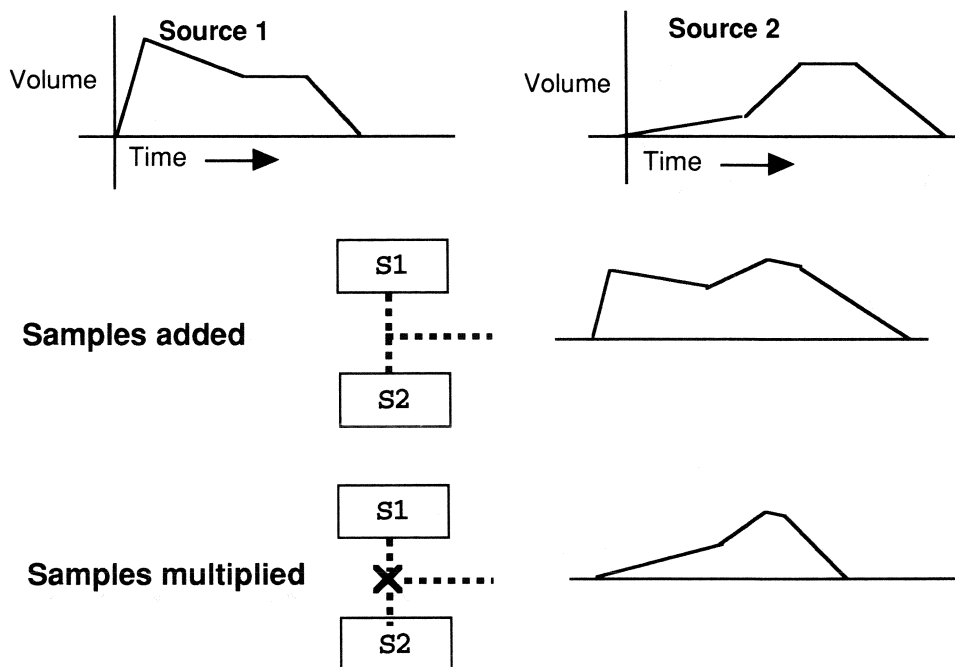 Source 1
Volume
Time
Source 2
Volume
Time
S1
Samples added
S2
S1
Samples multiplied
S2